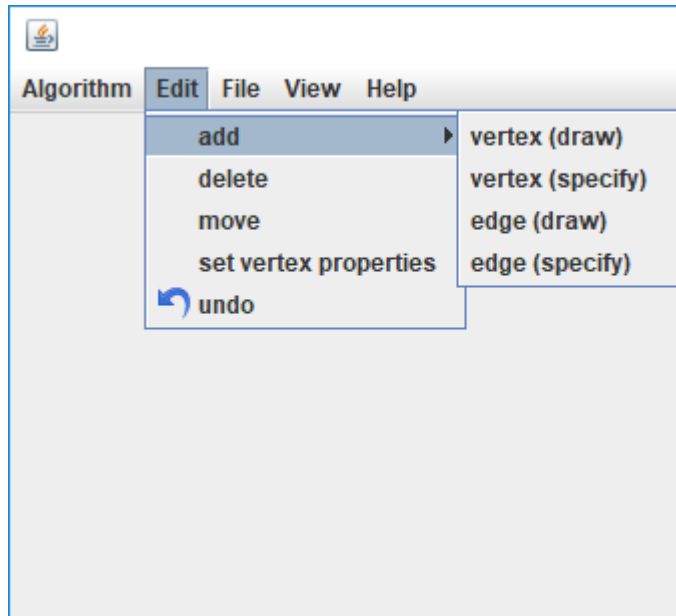 Algorithm Edit File View Help
add
delete
move
set vertex properties
undo
vertex (draw)
vertex (specify)
edge (draw)
edge (specify)